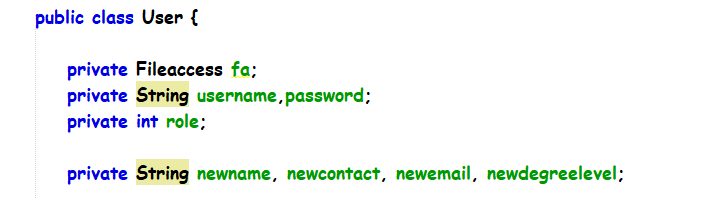 public class User {
private Fileaccess fa;
private String username,password;
private int role;
private String newname, newcontact, newemail, newdegreelevel;